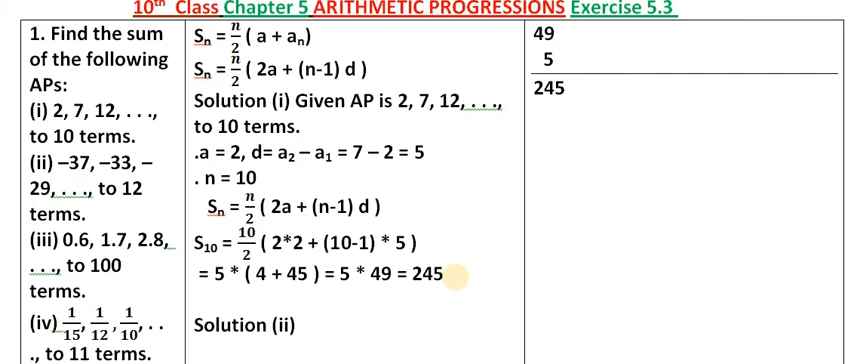 10th Class Chapter 5 ARITHMETIC PROGRESSIONS Exercise 5.3
1. Find the sum
of the following
APs:
(i) 2, 7, 12, . . .,
to 10 terms.
(ii) –37, –33, –
29, . . ., to 12
terms.
(iii) 0.6, 1.7, 2.8,
. . ., to 100
terms.
(iv) 1/15, 1/12, 1/10, . .
., to 11 terms.
Sn = n/2 ( a + an)
Sn = n/2 ( 2a + (n-1) d )
Solution (i) Given AP is 2, 7, 12, . . .,
to 10 terms.
.a = 2, d= a2 – a1 = 7 – 2 = 5
. n = 10
Sn = n/2 ( 2a + (n-1) d )
S10 = 10/2 ( 2*2 + (10-1) * 5 )
= 5 * ( 4 + 45 ) = 5 * 49 = 245
Solution (ii)
49
5
245